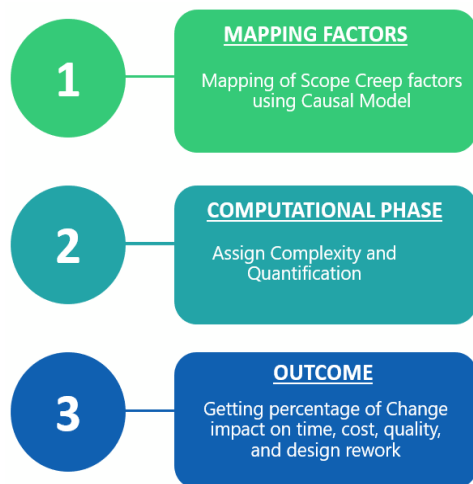 1
MAPPING FACTORS
Mapping of Scope Creep factors
using Causal Model
2
COMPUTATIONAL PHASE
Assign Complexity and
Quantification
3
OUTCOME
Getting percentage of Change
impact on time, cost, quality,
and design rework